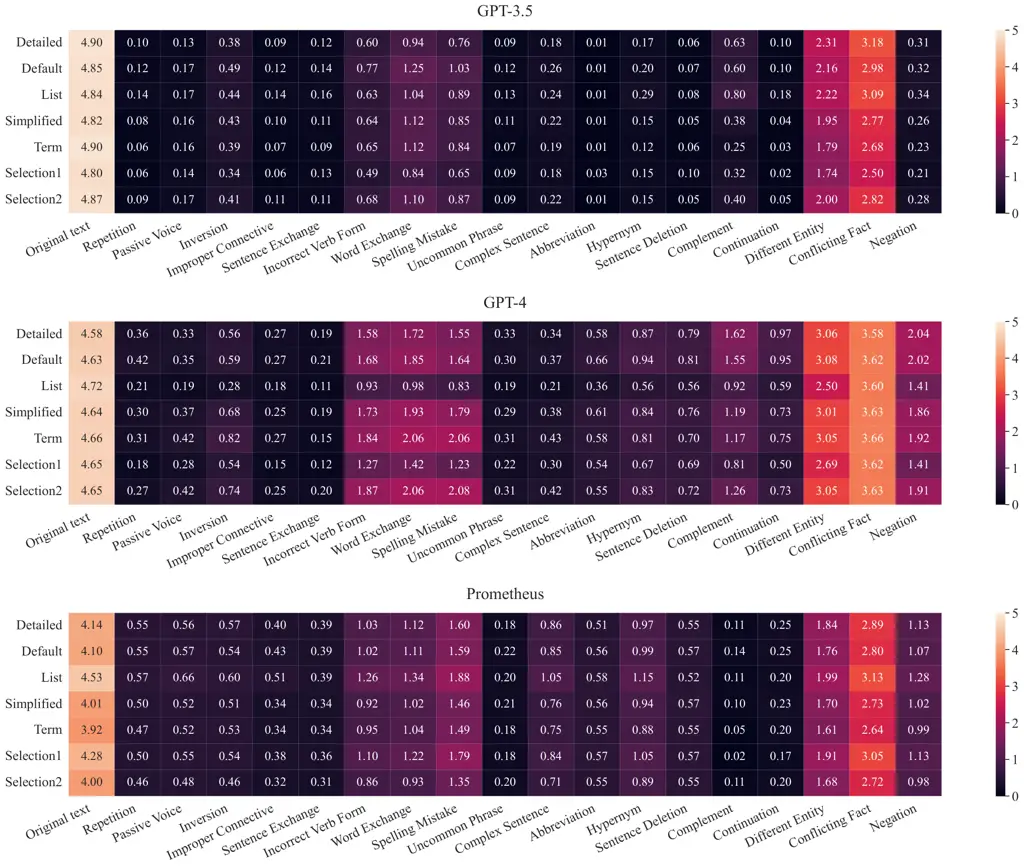 GPT-3.5
Detailed 4.90 0.10 0.13 0.38 0.09 0.12 0.60 0.94 0.76 0.09 0.18 0.01 0.17 0.06 0.63 0.10 2.31 3.18 0.31
Default 4.85 0.12 0.17 0.49 0.12 0.14 0.77 1.25 1.03 0.12 0.26 0.01 0.20 0.07 0.60 0.10 2.16 2.98 0.32
List 4.84 0.14 0.17 0.44 0.14 0.16 0.63 1.04 0.89 0.13 0.24 0.01 0.29 0.08 0.80 0.18 2.22 3.09 0.34
Simplified 4.82 0.08 0.16 0.43 0.10 0.11 0.64 1.12 0.85 0.11 0.22 0.01 0.15 0.05 0.38 0.04 1.95 2.77 0.26
Term 4.90 0.06 0.16 0.39 0.07 0.09 0.65 1.12 0.84 0.07 0.19 0.01 0.12 0.06 0.25 0.03 1.79 2.68 0.23
Selection1 4.80 0.06 0.14 0.34 0.06 0.13 0.49 0.84 0.65 0.09 0.18 0.03 0.15 0.10 0.32 0.02 1.74 2.50 0.21
Selection2 4.87 0.09 0.17 0.41 0.11 0.11 0.68 1.10 0.87 0.09 0.22 0.01 0.15 0.05 0.40 0.05 2.00 2.82 0.28
Original text Repetition Passive Voice Inversion Improper Connective Sentence Exchange Incorrect Verb Form Word Exchange Spelling Mistake Uncommon Phrase Complex Sentence Abbreviation Hypernym Sentence Deletion Complement Continuation Different Entity Conflicting Fact Negation
5
4
3
2
1
0
GPT-4
Detailed 4.58 0.36 0.33 0.56 0.27 0.19 1.58 1.72 1.55 0.33 0.34 0.58 0.87 0.79 1.62 0.97 3.06 3.58 2.04
Default 4.63 0.42 0.35 0.59 0.27 0.21 1.68 1.85 1.64 0.30 0.37 0.66 0.94 0.81 1.55 0.95 3.08 3.62 2.02
List 4.72 0.21 0.19 0.28 0.18 0.11 0.93 0.98 0.83 0.19 0.21 0.36 0.56 0.56 0.92 0.59 2.50 3.60 1.41
Simplified 4.64 0.30 0.37 0.68 0.25 0.19 1.73 1.93 1.79 0.29 0.38 0.61 0.84 0.76 1.19 0.73 3.01 3.63 1.86
Term 4.66 0.31 0.42 0.82 0.27 0.15 1.84 2.06 2.06 0.31 0.43 0.58 0.81 0.70 1.17 0.75 3.05 3.66 1.92
Selection1 4.65 0.18 0.28 0.54 0.15 0.12 1.27 1.42 1.23 0.22 0.30 0.54 0.67 0.69 0.81 0.50 2.69 3.62 1.41
Selection2 4.65 0.27 0.42 0.74 0.25 0.20 1.87 2.06 2.08 0.31 0.42 0.55 0.83 0.72 1.26 0.73 3.05 3.63 1.91
Original text Repetition Passive Voice Inversion Improper Connective Sentence Exchange Incorrect Verb Form Word Exchange Spelling Mistake Uncommon Phrase Complex Sentence Abbreviation Hypernym Sentence Deletion Complement Continuation Different Entity Conflicting Fact Negation
5
4
3
2
1
0
Prometheus
Detailed 4.14 0.55 0.56 0.57 0.40 0.39 1.03 1.12 1.60 0.18 0.86 0.51 0.97 0.55 0.11 0.25 1.84 2.89 1.13
Default 4.10 0.55 0.57 0.54 0.43 0.39 1.02 1.11 1.59 0.22 0.85 0.56 0.99 0.57 0.14 0.25 1.76 2.80 1.07
List 4.53 0.57 0.66 0.60 0.51 0.39 1.26 1.34 1.88 0.20 1.05 0.58 1.15 0.52 0.11 0.20 1.99 3.13 1.28
Simplified 4.01 0.50 0.52 0.51 0.34 0.34 0.92 1.02 1.46 0.21 0.76 0.56 0.94 0.57 0.10 0.23 1.70 2.73 1.02
Term 3.92 0.47 0.52 0.53 0.34 0.34 0.95 1.04 1.49 0.18 0.75 0.55 0.88 0.55 0.05 0.20 1.61 2.64 0.99
Selection1 4.28 0.50 0.55 0.54 0.38 0.36 1.10 1.22 1.79 0.18 0.84 0.57 1.05 0.57 0.02 0.17 1.91 3.05 1.13
Selection2 4.00 0.46 0.48 0.46 0.32 0.31 0.86 0.93 1.35 0.20 0.71 0.55 0.89 0.55 0.11 0.20 1.68 2.72 0.98
Original text Repetition Passive Voice Inversion Improper Connective Sentence Exchange Incorrect Verb Form Word Exchange Spelling Mistake Uncommon Phrase Complex Sentence Abbreviation Hypernym Sentence Deletion Complement Continuation Different Entity Conflicting Fact Negation
5
4
3
2
1
0